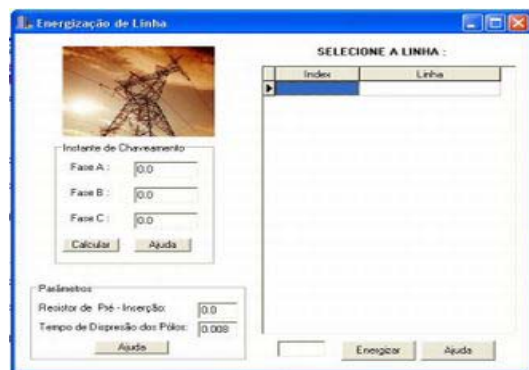 Energização de Linha
SELECIONE A LINHA :
Index Linha
Instante de Chaveamento
Fase A : 0.0
Fase B : 0.0
Fase C : 0.0
Calcular Ajuda
Parâmetros
Resistor de Pré - Inserção: 0.0
Tempo de Dispresão dos Pólos: 0.008
Ajuda
Energizar Ajuda